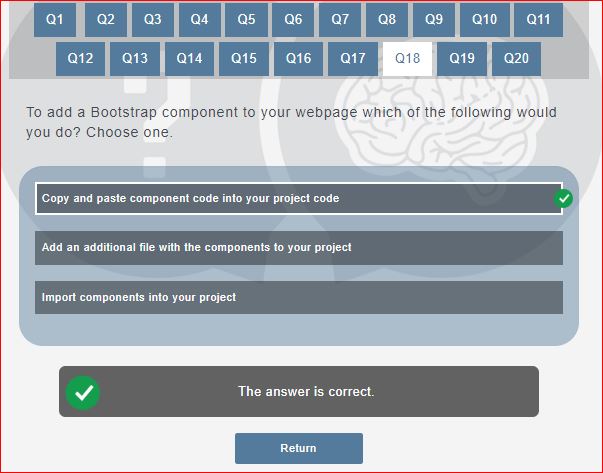 Q1 Q2 Q3 Q4 Q5 Q6 Q7 Q8 Q9 Q10 Q11
Q12 Q13 Q14 Q15 Q16 Q17 Q18 Q19 Q20
To add a Bootstrap component to your webpage which of the following would
you do? Choose one.
Copy and paste component code into your project code
Add an additional file with the components to your project
Import components into your project
The answer is correct.
Return